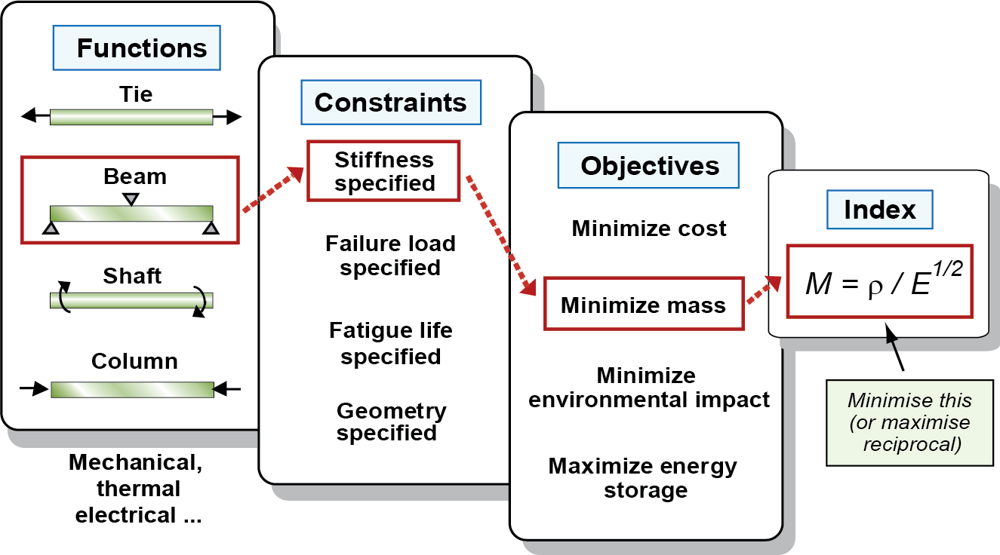 Functions
Tie
Beam
Shaft
Column
Mechanical,
thermal
electrical ...
Constraints
Stiffness
specified
Failure load
specified
Fatigue life
specified
Geometry
specified
Objectives
Minimize cost
Minimize mass
Minimize
environmental impact
Maximize energy
storage
Index
M = ρ / E^1/2
Minimise this
(or maximise
reciprocal)